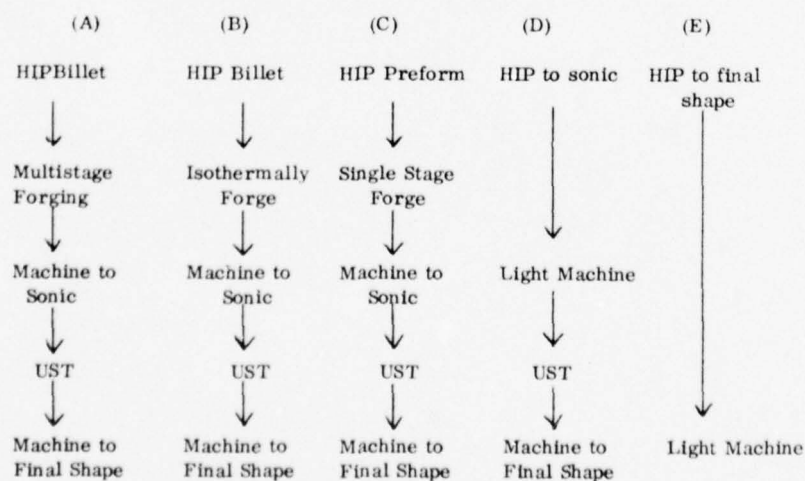 (A) (B) (C) (D) (E)
HIPBillet HIP Billet HIP Preform HIP to sonic HIP to final
shape
Multistage Isothermally Single Stage
Forging Forge Forge
Machine to Machine to Machine to Light Machine
Sonic Sonic Sonic
UST UST UST UST
Machine to Machine to Machine to Machine to Light Machine
Final Shape Final Shape Final Shape Final Shape